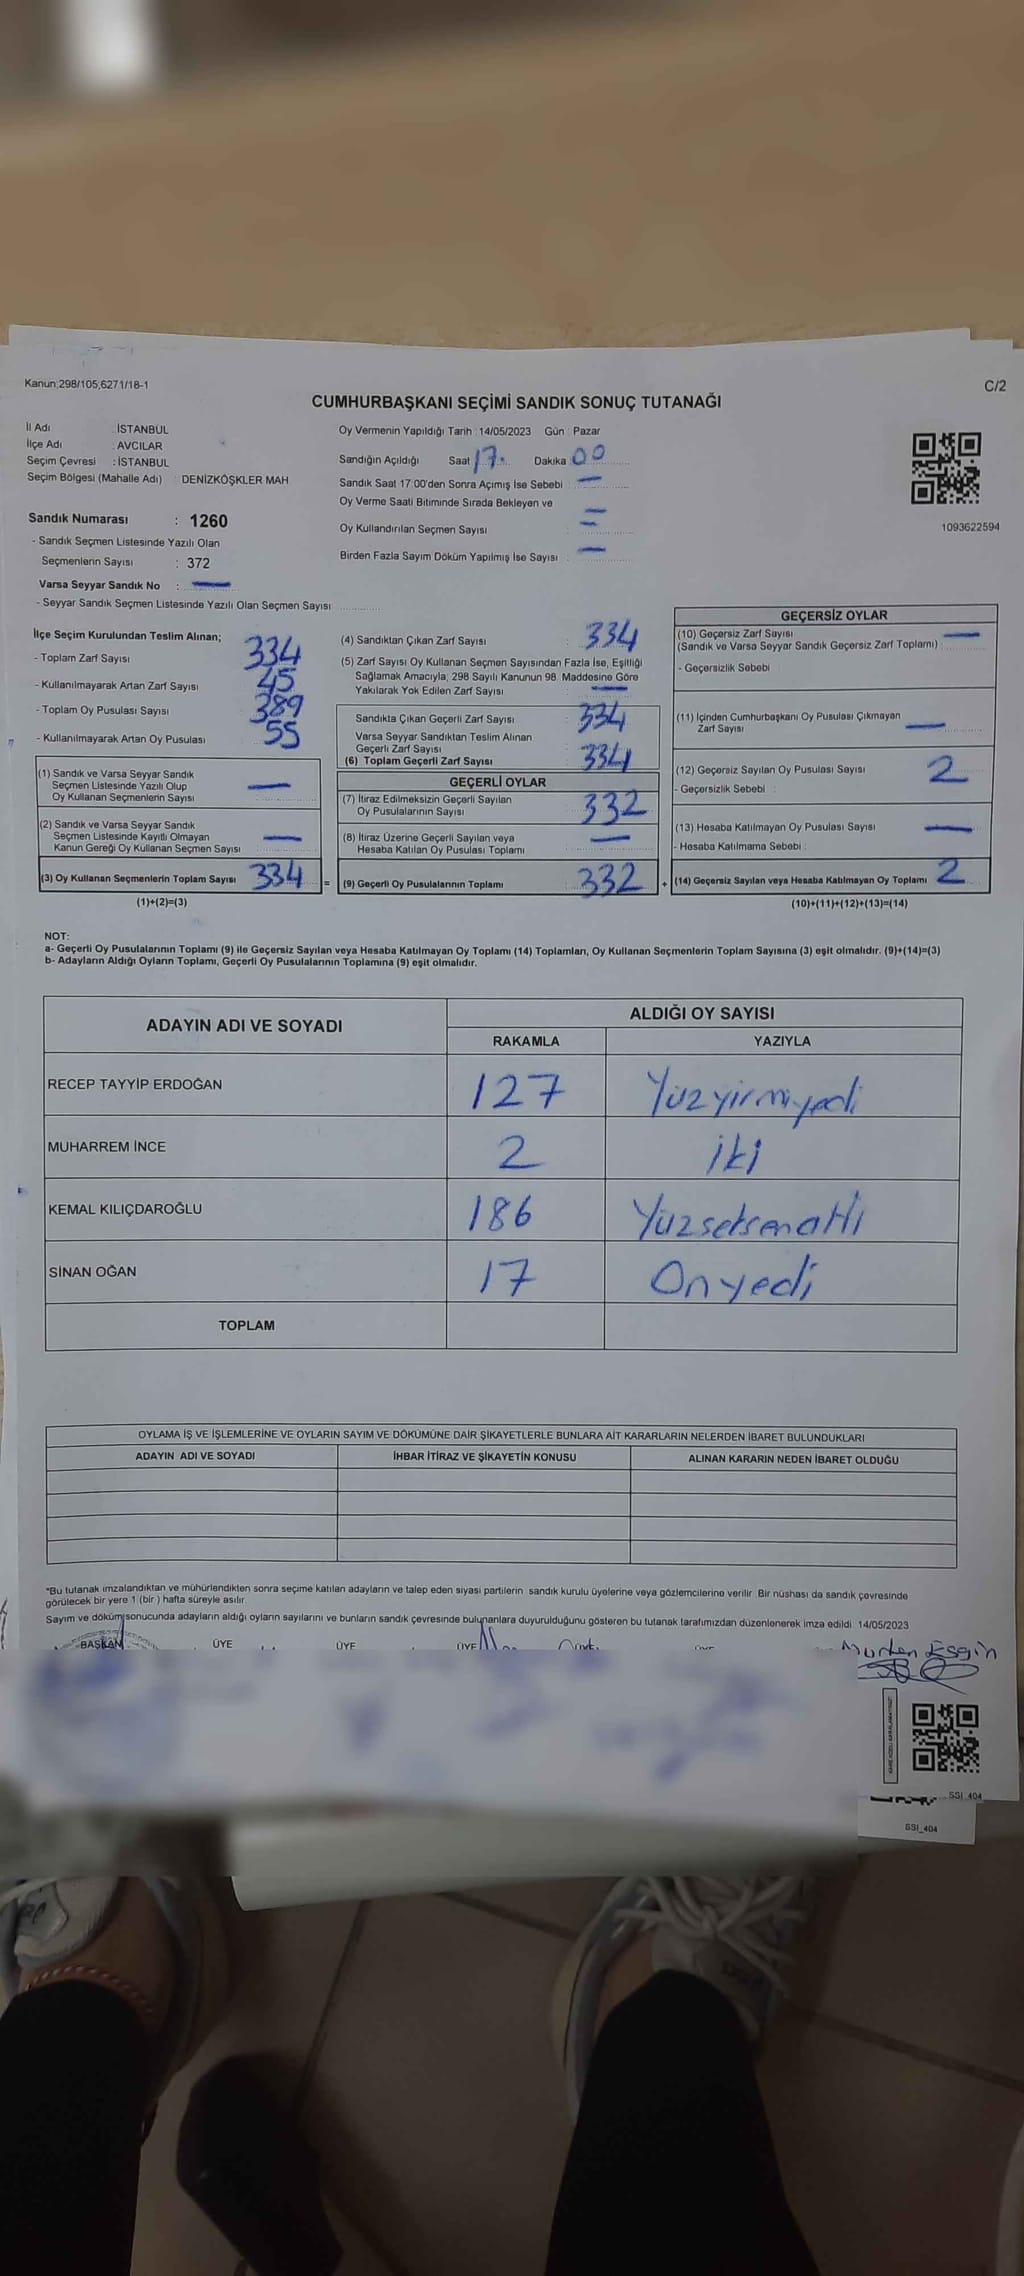 Kanun;298/105,6271/18-1
C/2
CUMHURBAŞKANI SEÇİMİ SANDIK SONUÇ TUTANAĞI
İl Adı : İSTANBUL
İlçe Adı : AVCILAR
Seçim Çevresi : İSTANBUL
Seçim Bölgesi (Mahalle Adı) : DENİZKÖŞKLER MAH
Sandık Numarası : 1260
- Sandık Seçmen Listesinde Yazılı Olan
Seçmenlerin Sayısı : 372
Varsa Seyyar Sandık No : —
- Seyyar Sandık Seçmen Listesinde Yazılı Olan Seçmen Sayısı
Oy Vermenin Yapıldığı Tarih : 14/05/2023 Gün : Pazar
Sandığın Açıldığı Saat 17 Dakika 00
Sandık Saat 17 00'den Sonra Açımış İse Sebebi : —
Oy Verme Saati Bitiminde Sırada Bekleyen ve
Oy Kullandırılan Seçmen Sayısı : —
Birden Fazla Sayım Döküm Yapılmış İse Sayısı : —
1093622594
İlçe Seçim Kurulundan Teslim Alınan;
- Toplam Zarf Sayısı 334
- Kullanılmayarak Artan Zarf Sayısı 45
- Toplam Oy Pusulası Sayısı 389
- Kullanılmayarak Artan Oy Pusulası 55
(1) Sandık ve Varsa Seyyar Sandık
Seçmen Listesinde Yazılı Olup
Oy Kullanan Seçmenlerin Sayısı —
(2) Sandık ve Varsa Seyyar Sandık
Seçmen Listesinde Kayıtlı Olmayan
Kanun Gereği Oy Kullanan Seçmen Sayısı —
(3) Oy Kullanan Seçmenlerin Toplam Sayısı 334 =
(1)+(2)=(3)
(4) Sandıktan Çıkan Zarf Sayısı : 334
(5) Zarf Sayısı Oy Kullanan Seçmen Sayısından Fazla İse, Eşitliği
Sağlamak Amacıyla, 298 Sayılı Kanunun 98. Maddesine Göre
Yakılarak Yok Edilen Zarf Sayısı —
Sandıkta Çıkan Geçerli Zarf Sayısı : 334
Varsa Seyyar Sandıktan Teslim Alınan
Geçerli Zarf Sayısı
(6) Toplam Geçerli Zarf Sayısı : 334
GEÇERLİ OYLAR
(7) İtiraz Edilmeksizin Geçerli Sayılan
Oy Pusulalarının Sayısı : 332
(8) İtiraz Üzerine Geçerli Sayılan veya
Hesaba Katılan Oy Pusulası Toplamı : —
(9) Geçerli Oy Pusulalarının Toplamı : 332 +
GEÇERSİZ OYLAR
(10) Geçersiz Zarf Sayısı —
(Sandık ve Varsa Seyyar Sandık Geçersiz Zarf Toplamı) :
- Geçersizlik Sebebi
(11) İçinden Cumhurbaşkanı Oy Pusulası Çıkmayan
Zarf Sayısı —
(12) Geçersiz Sayılan Oy Pusulası Sayısı 2
- Geçersizlik Sebebi :
(13) Hesaba Katılmayan Oy Pusulası Sayısı —
- Hesaba Katılmama Sebebi :
(14) Geçersiz Sayılan veya Hesaba Katılmayan Oy Toplamı : 2
(10)+(11)+(12)+(13)=(14)
NOT:
a- Geçerli Oy Pusulalarının Toplamı (9) ile Geçersiz Sayılan veya Hesaba Katılmayan Oy Toplamı (14) Toplamları, Oy Kullanan Seçmenlerin Toplam Sayısına (3) eşit olmalıdır. (9)+(14)=(3)
b- Adayların Aldığı Oyların Toplamı, Geçerli Oy Pusulalarının Toplamına (9) eşit olmalıdır.
ADAYIN ADI VE SOYADI
ALDIĞI OY SAYISI
RAKAMLA YAZIYLA
RECEP TAYYİP ERDOĞAN 127 Yüzyirmiyedi
MUHARREM İNCE 2 iki
KEMAL KILIÇDAROĞLU 186 Yüzseksenaltı
SİNAN OĞAN 17 Onyedi
TOPLAM
OYLAMA İŞ VE İŞLEMLERİNE VE OYLARIN SAYIM VE DÖKÜMÜNE DAİR ŞİKAYETLERLE BUNLARA AİT KARARLARIN NELERDEN İBARET BULUNDUKLARI
ADAYIN ADI VE SOYADI İHBAR İTİRAZ VE ŞİKAYETİN KONUSU ALINAN KARARIN NEDEN İBARET OLDUĞU
*Bu tutanak imzalandıktan ve mühürlendikten sonra seçime katılan adayların ve talep eden siyasi partilerin sandık kurulu üyelerine veya gözlemcilerine verilir Bir nüshası da sandık çevresinde
görülecek bir yere 1 (bir) hafta süreyle asılır.
Sayım ve döküm sonucunda adayların aldığı oyların sayılarını ve bunların sandık çevresinde bulunanlara duyurulduğunu gösteren bu tutanak tarafımızdan düzenlenerek imza edildi 14/05/2023
BAŞKAN ÜYE ÜYE ÜYE
SSI_404
SSI_404